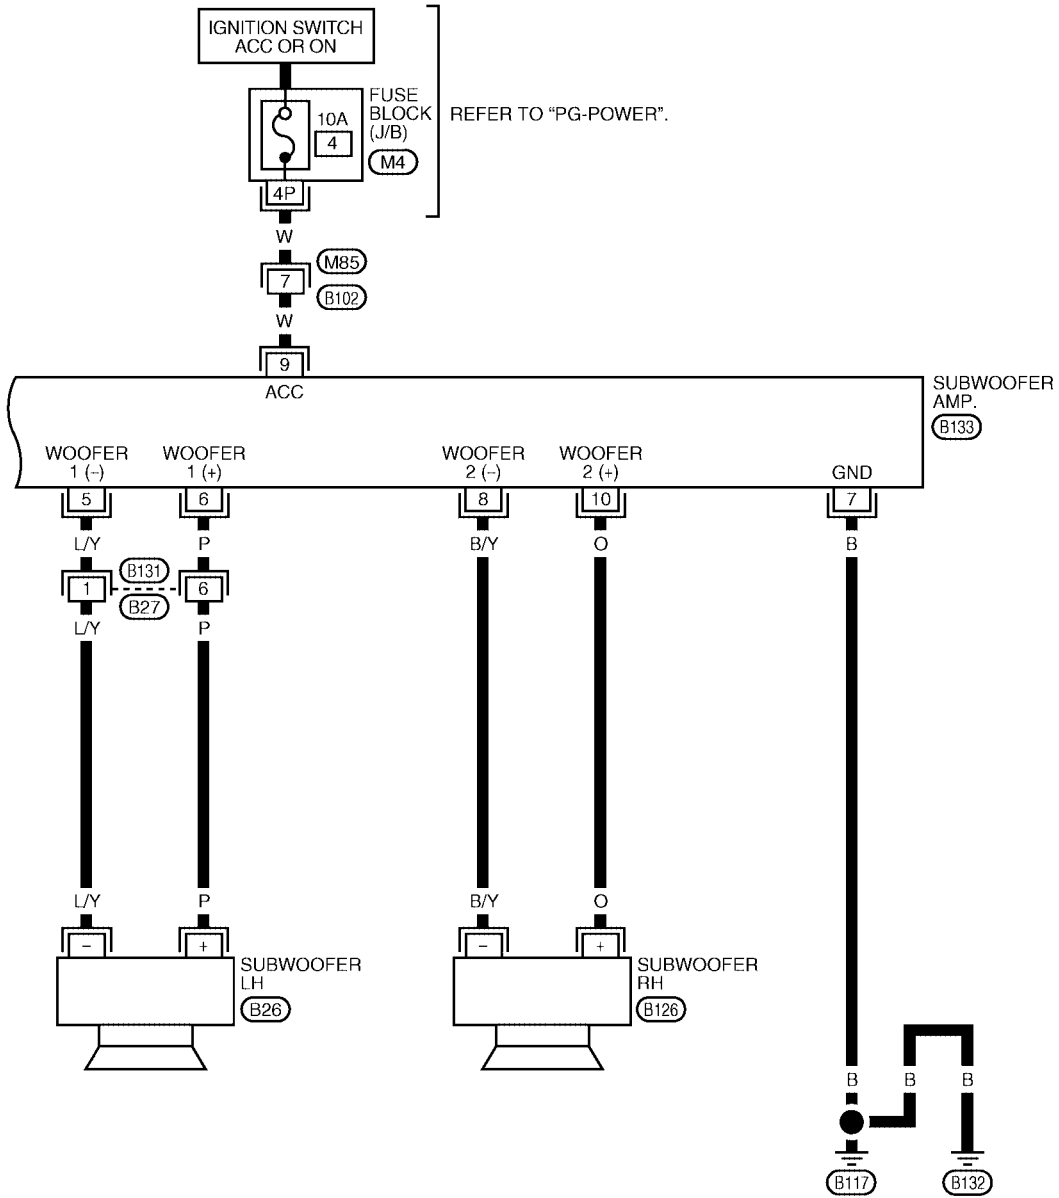 IGNITION SWITCH
ACC OR ON
FUSE
BLOCK
(J/B)
M4
10A
4
REFER TO “PG-POWER”.
4P
W
M85
7
B102
W
9
ACC
SUBWOOFER
AMP.
B133
WOOFER
1 (–)
WOOFER
1 (+)
WOOFER
2 (–)
WOOFER
2 (+)
GND
5
6
8
10
7
L/Y
P
B/Y
O
B
B131
1
6
B27
L/Y
P
L/Y
P
B/Y
O
–
+
–
+
SUBWOOFER
LH
B26
SUBWOOFER
RH
B126
B
B
B
B117
B132